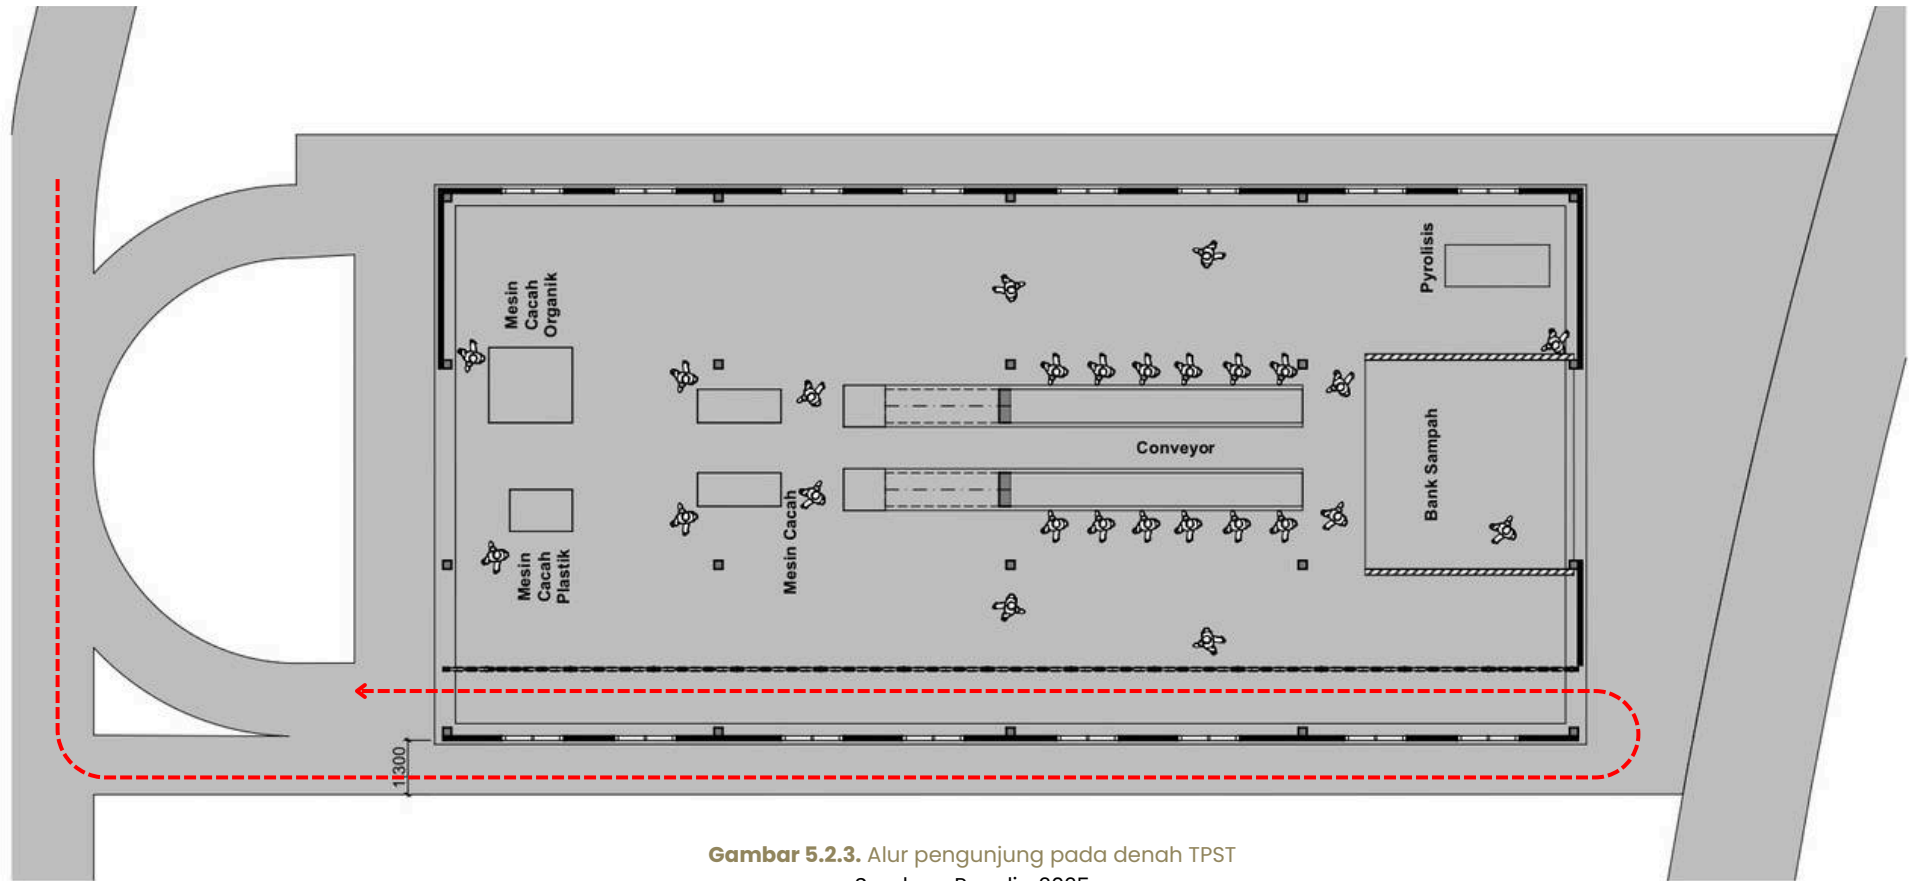 Mesin
Cacah
Organik
Pyrolisis
Conveyor
Bank Sampah
Mesin Cacah
Mesin
Cacah
Plastik
Gambar 5.2.3. Alur pengunjung pada denah TPST